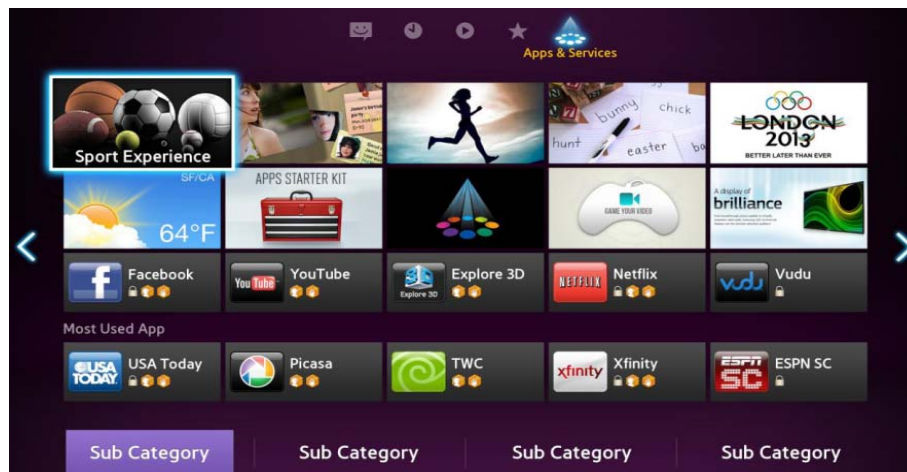 Apps & Services
Sport Experience
hunt bunny chick easter ba
LONDON
2013
BETTER LATER THAN EVER
SF/CA
64°F
APPS STARTER KIT
GAME YOUR VIDEO
A display of
brilliance
Facebook
You Tube
YouTube
Explore 3D
Explore 3D
NETFLIX
Netflix
vudu
Vudu
Most Used App
USA
TODAY
USA Today
Picasa
TWC
xfinity
Xfinity
ESPN
SC
ESPN SC
Sub Category
Sub Category
Sub Category
Sub Category